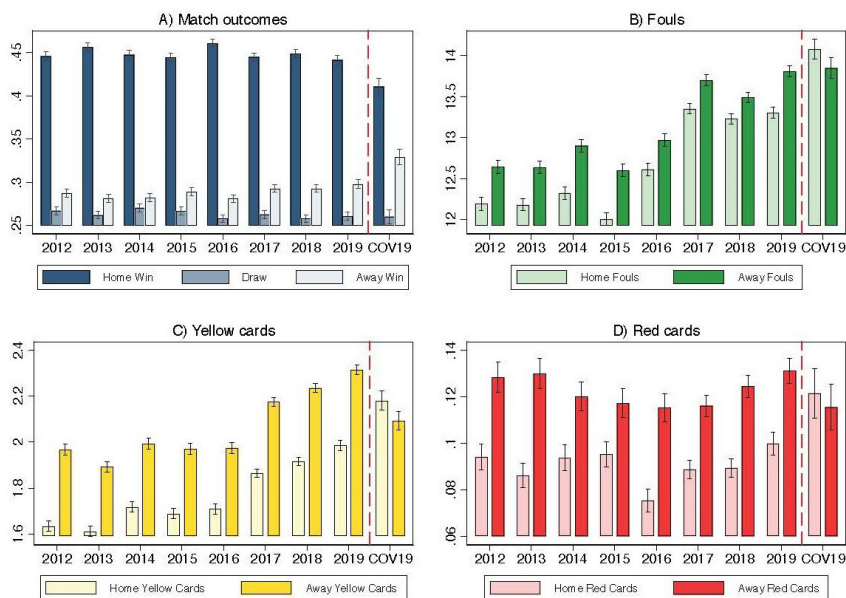 A) Match outcomes
.45
.4
.35
.3
.25
2012 2013 2014 2015 2016 2017 2018 2019 COV19
Home Win Draw Away Win
B) Fouls
14
13.5
13
12.5
12
2012 2013 2014 2015 2016 2017 2018 2019 COV19
Home Fouls Away Fouls
C) Yellow cards
2.4
2.2
2
1.8
1.6
2012 2013 2014 2015 2016 2017 2018 2019 COV19
Home Yellow Cards Away Yellow Cards
D) Red cards
.14
.12
.1
.08
.06
2012 2013 2014 2015 2016 2017 2018 2019 COV19
Home Red Cards Away Red Cards